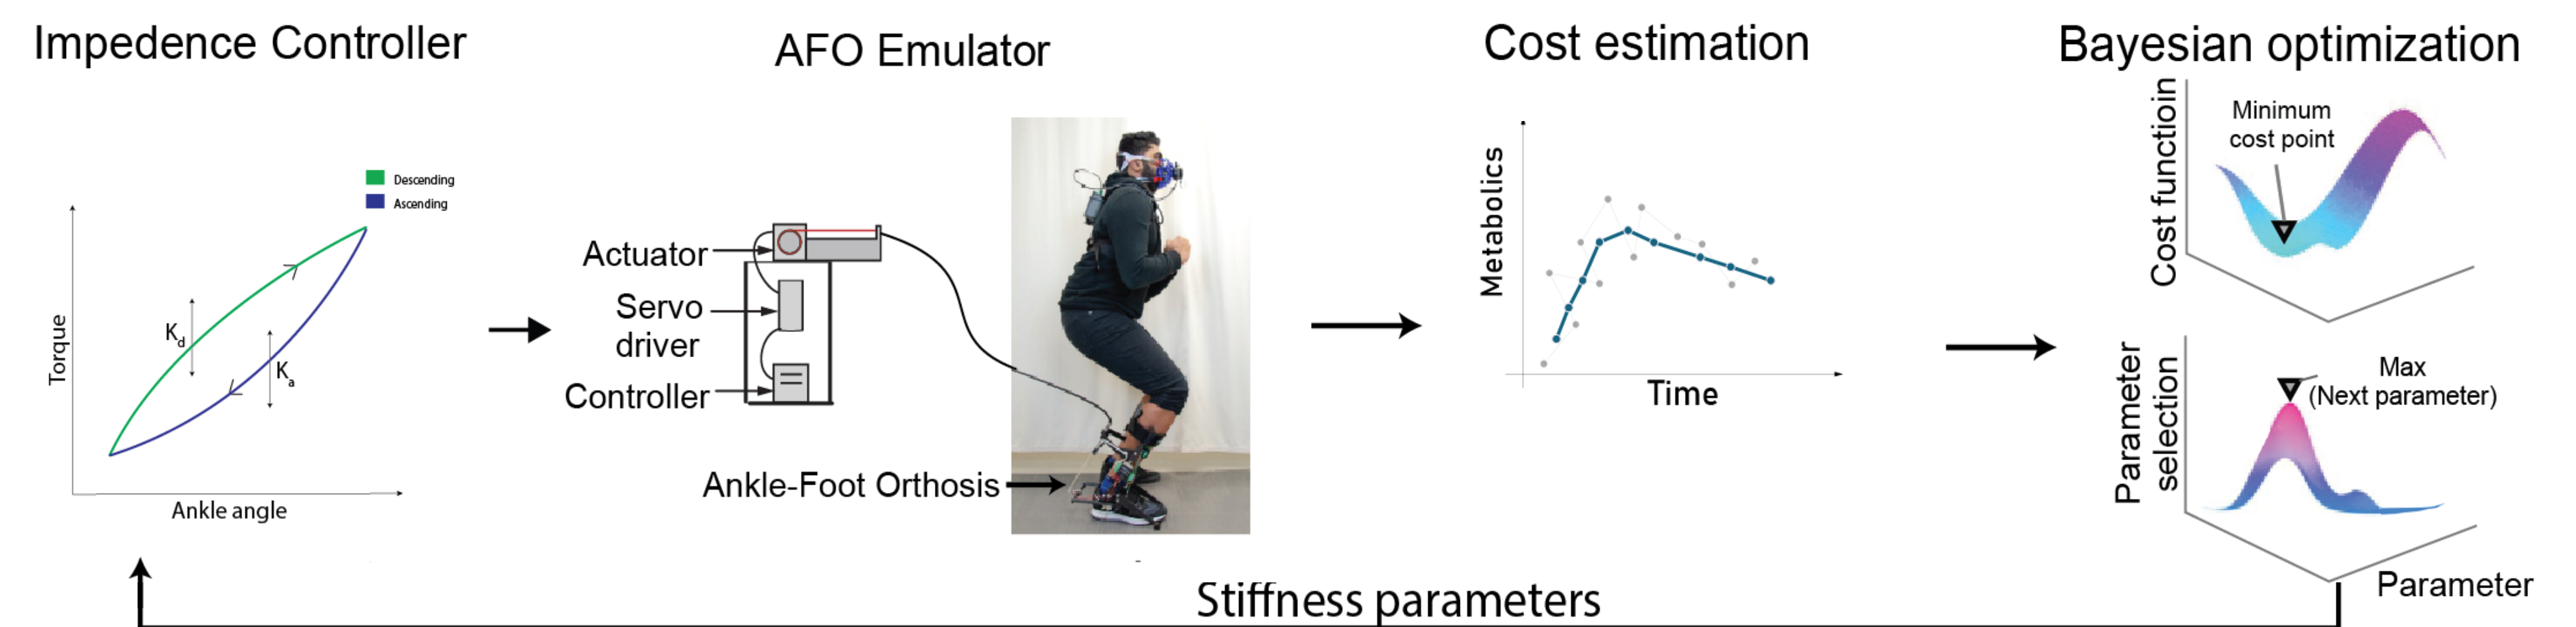 Impedence Controller
Descending
Ascending
Torque
Kd
Ka
Ankle angle
AFO Emulator
Actuator
Servo
driver
Controller
Ankle-Foot Orthosis
Cost estimation
Metabolics
Time
Bayesian optimization
Cost functioin
Minimum
cost point
Parameter
selection
Max
(Next parameter)
Parameter
Stiffness parameters